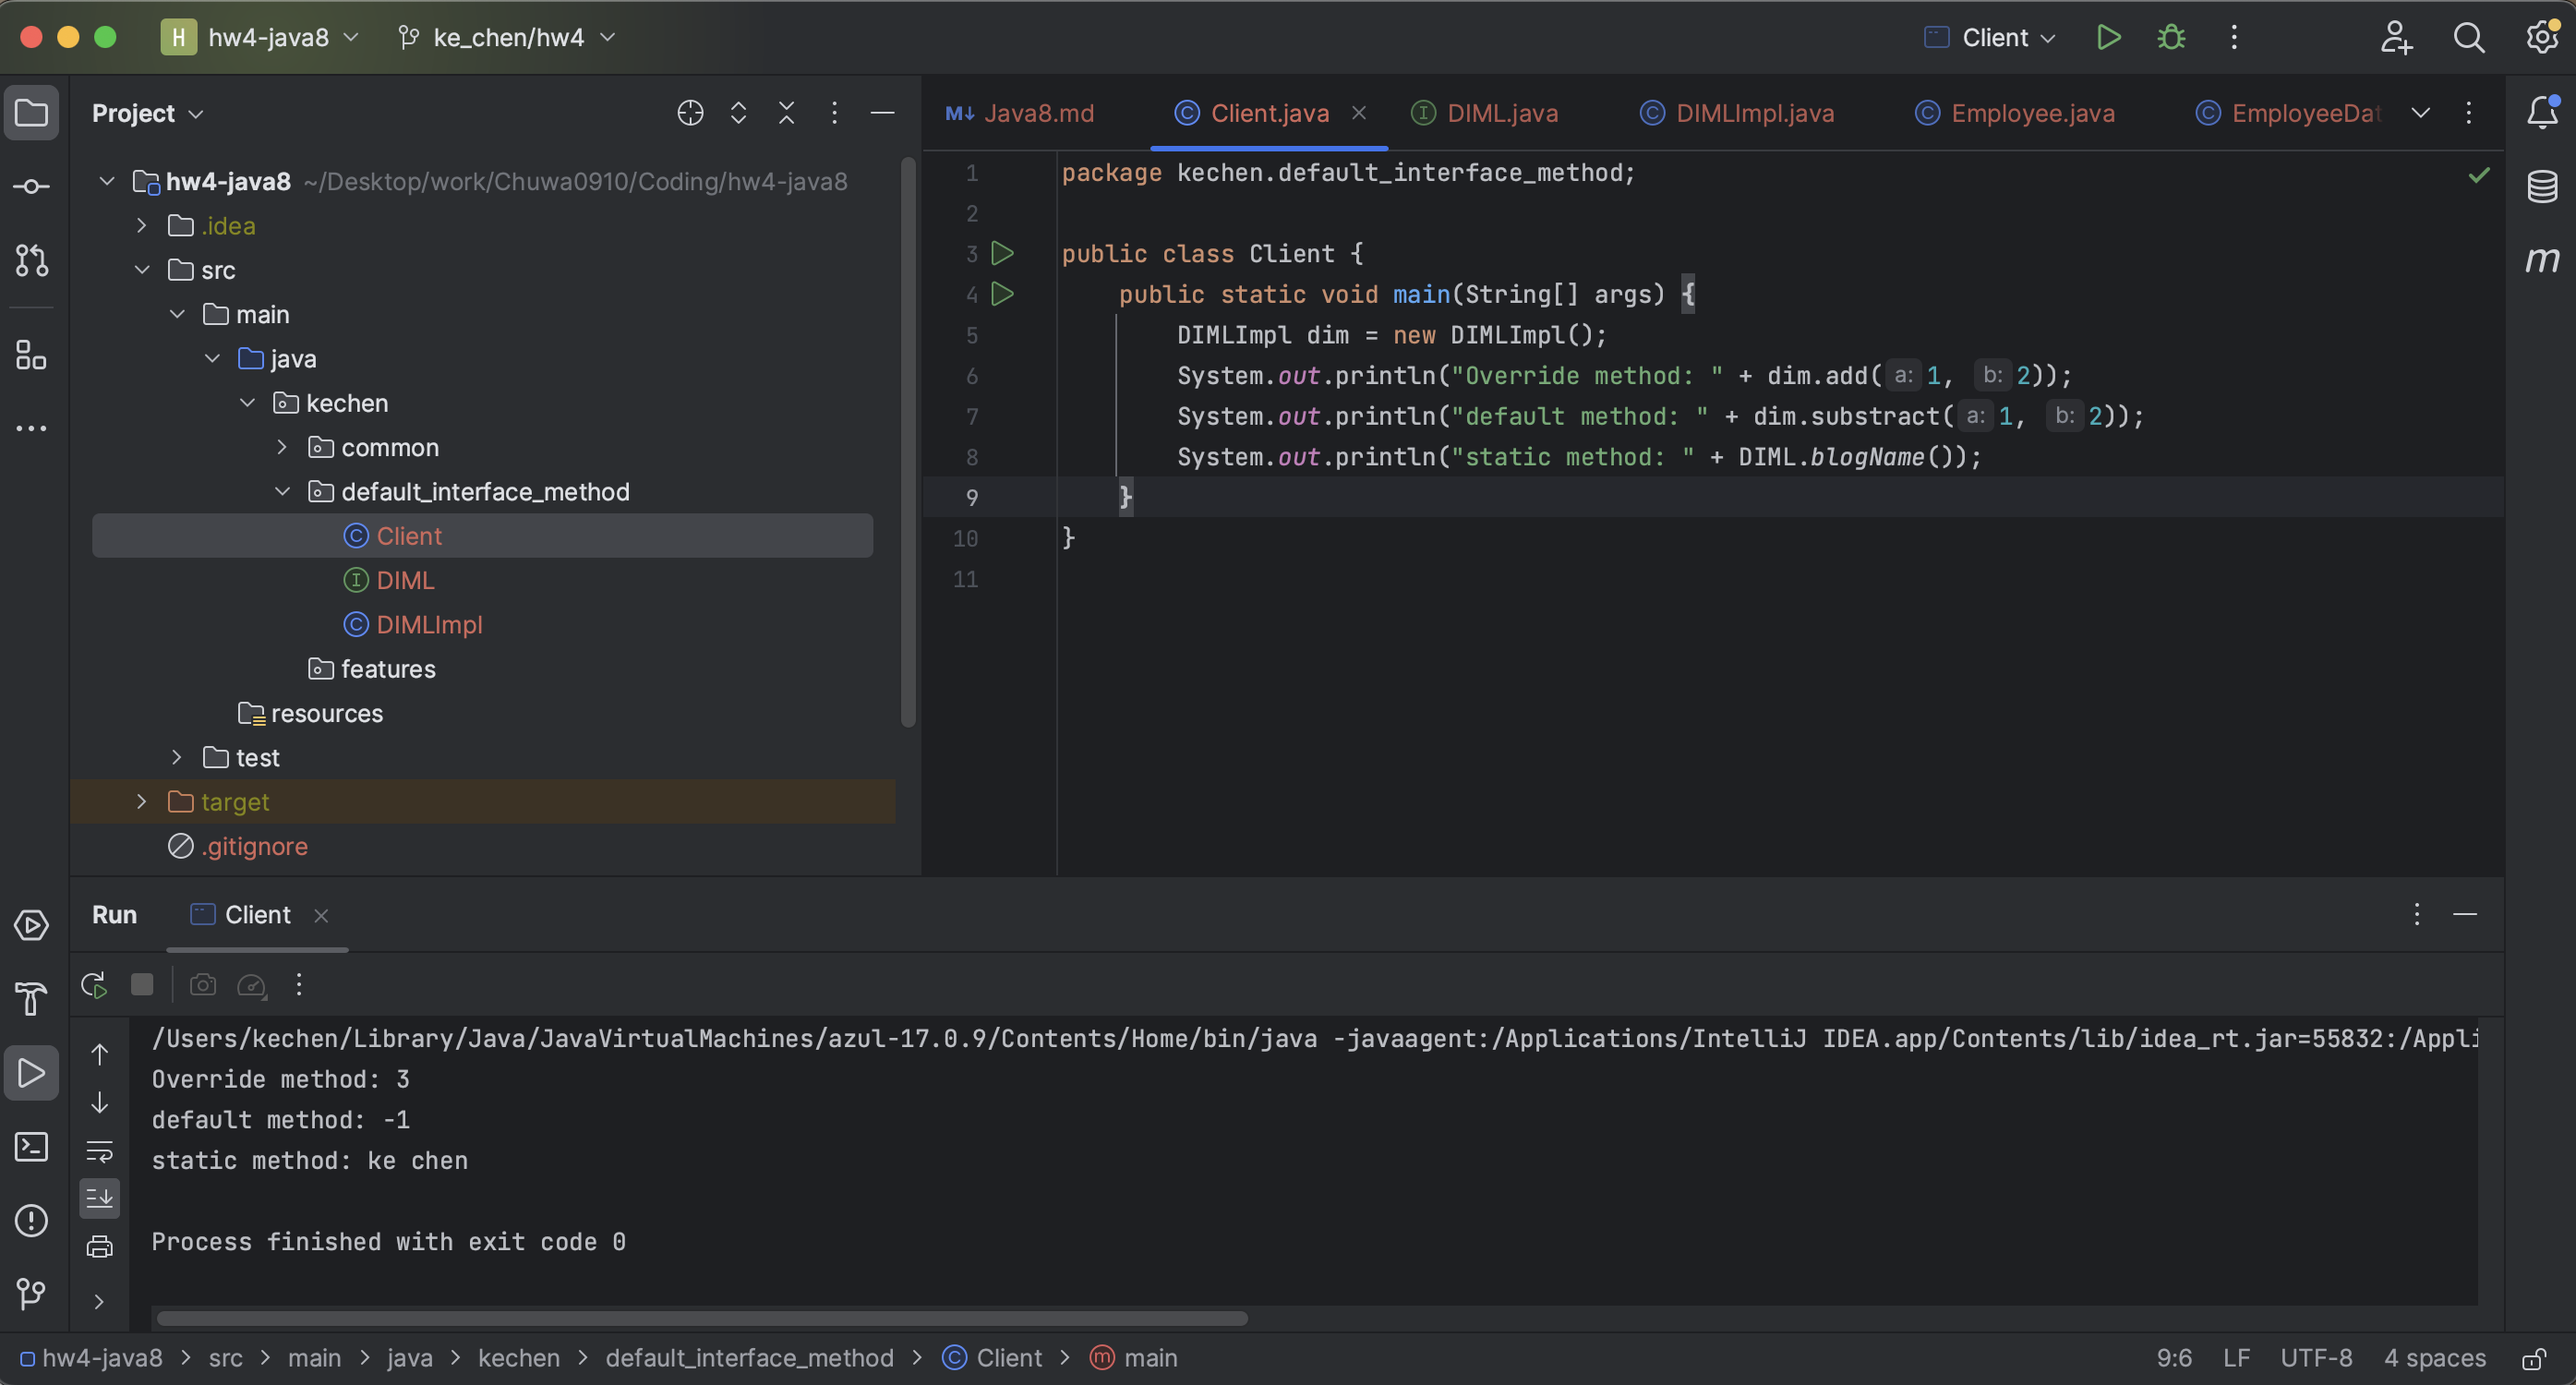 H hw4-java8 ke_chen/hw4 Client
Project
hw4-java8 ~/Desktop/work/Chuwa0910/Coding/hw4-java8
.idea
src
main
java
kechen
common
default_interface_method
C Client
I DIML
C DIMLImpl
features
resources
test
target
.gitignore
M↓ Java8.md C Client.java I DIML.java C DIMLImpl.java C Employee.java C EmployeeDat
m
1 package kechen.default_interface_method;
2
3 public class Client {
4 public static void main(String[] args) {
5 DIMLImpl dim = new DIMLImpl();
6 System.out.println("Override method: " + dim.add( a: 1, b: 2));
7 System.out.println("default method: " + dim.substract( a: 1, b: 2));
8 System.out.println("static method: " + DIML.blogName());
9 }
10 }
11
Run Client
/Users/kechen/Library/Java/JavaVirtualMachines/azul-17.0.9/Contents/Home/bin/java -javaagent:/Applications/IntelliJ IDEA.app/Contents/lib/idea_rt.jar=55832:/Appli
Override method: 3
default method: -1
static method: ke chen
Process finished with exit code 0
hw4-java8 > src > main > java > kechen > default_interface_method > C Client > m main 9:6 LF UTF-8 4 spaces